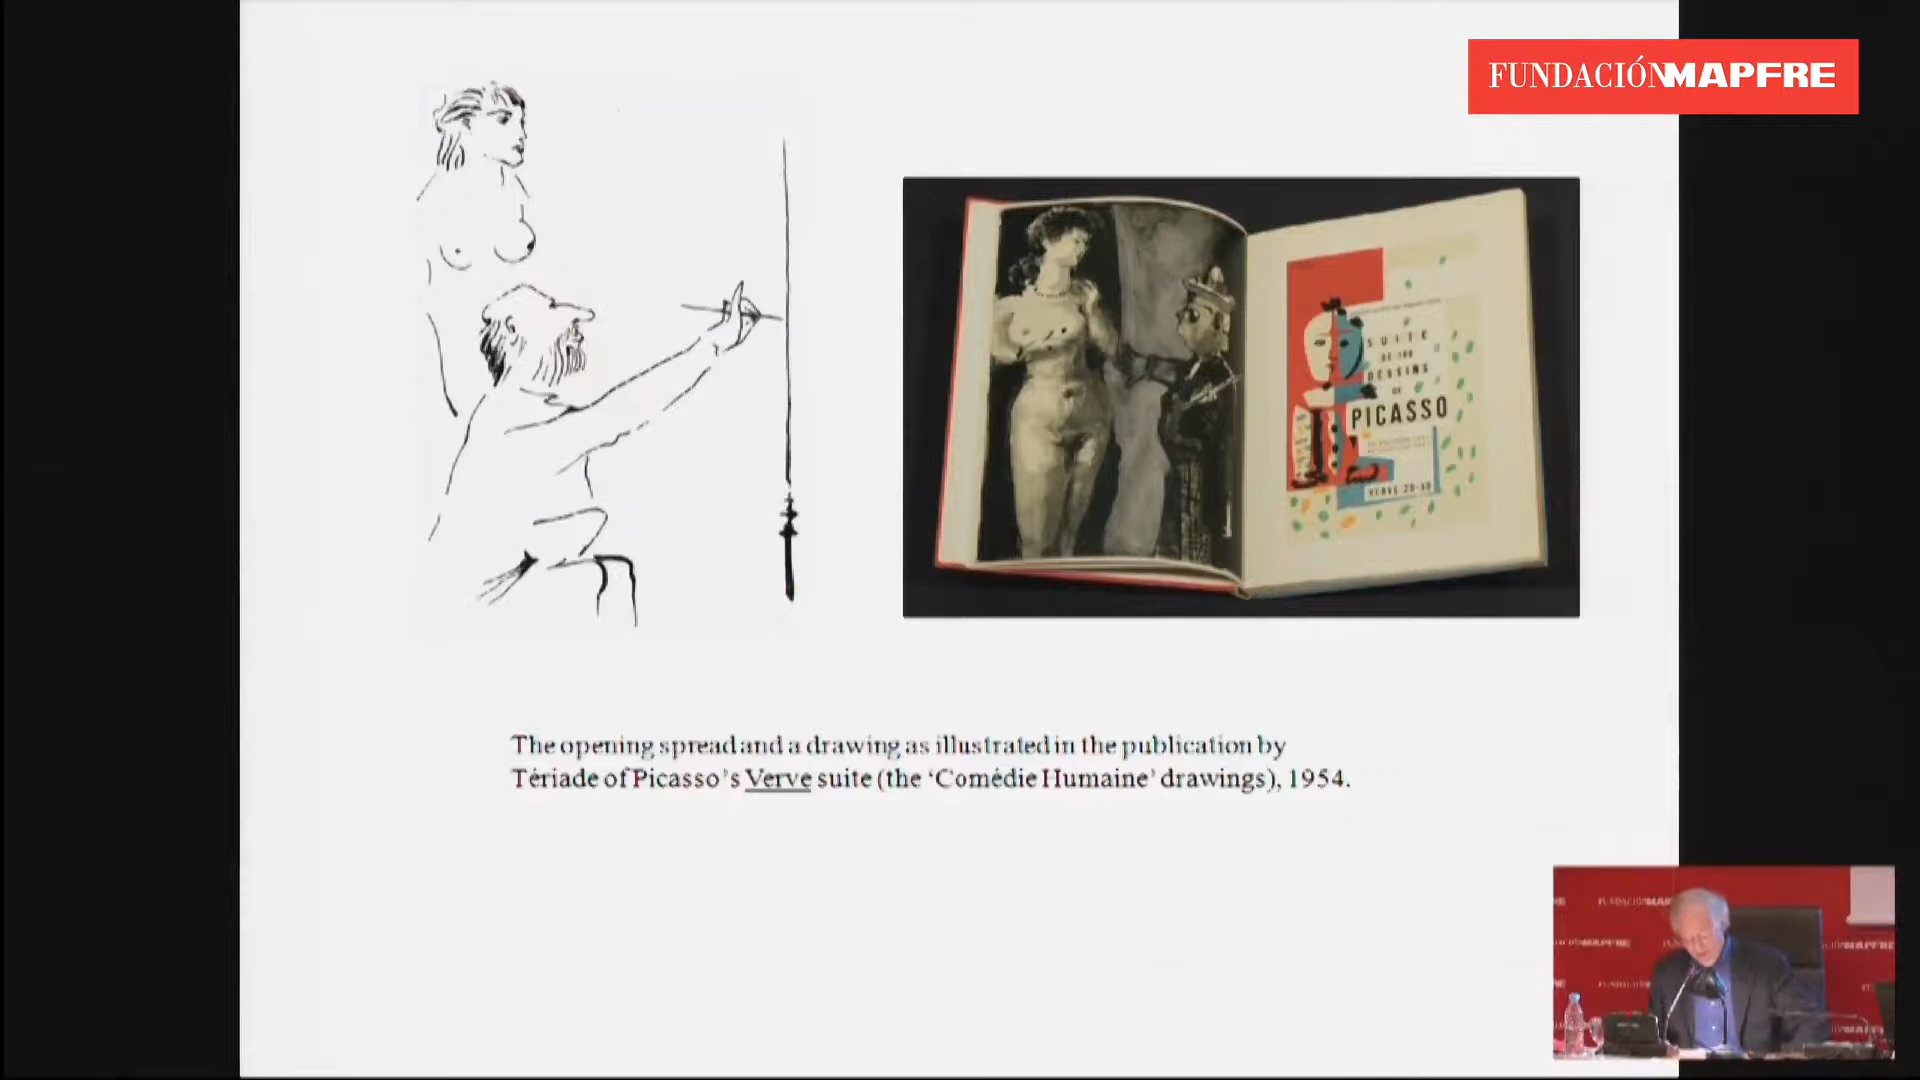 FUNDACIÓNMAPFRE
SUITE
DE 180
DESSINS
DE
PICASSO
VERVE 29-30
The opening spread and a drawing as illustrated in the publication by
Tériade of Picasso's Verve suite (the 'Comédie Humaine' drawings), 1954.